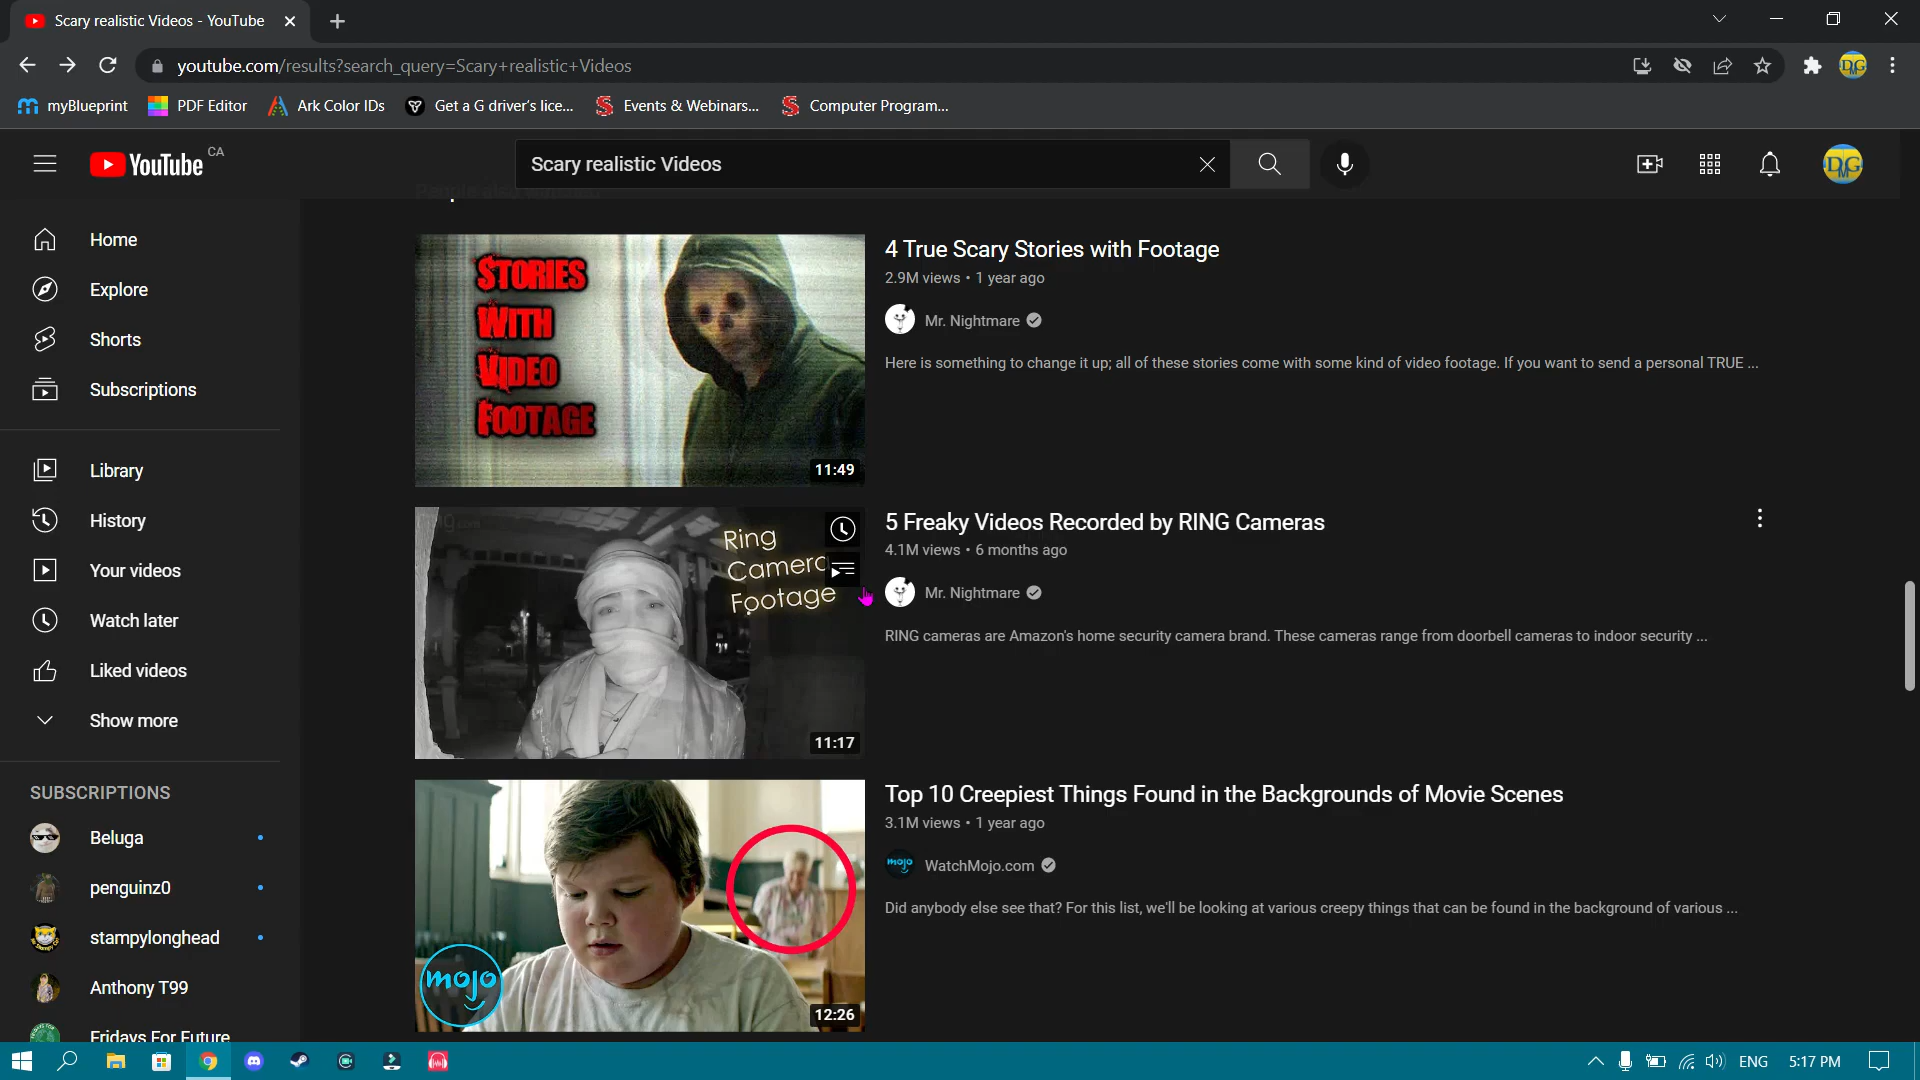 Scary realistic Videos - YouTube
youtube.com/results?search_query=Scary+realistic+Videos
myBlueprint
PDF Editor
Ark Color IDs
Get a G driver's lice...
Events & Webinars...
Computer Program...
YouTube CA
Scary realistic Videos
DMG
Home
Explore
Shorts
Subscriptions
Library
History
Your videos
Watch later
Liked videos
Show more
SUBSCRIPTIONS
Beluga
penguinz0
stampylonghead
Anthony T99
Fridays For Future
STORIES
WITH
VIDEO
FOOTAGE
11:49
4 True Scary Stories with Footage
2.9M views • 1 year ago
Mr. Nightmare
Here is something to change it up; all of these stories come with some kind of video footage. If you want to send a personal TRUE ...
Ring
Camera
Footage
11:17
5 Freaky Videos Recorded by RING Cameras
4.1M views • 6 months ago
Mr. Nightmare
RING cameras are Amazon's home security camera brand. These cameras range from doorbell cameras to indoor security ...
mojo
12:26
Top 10 Creepiest Things Found in the Backgrounds of Movie Scenes
3.1M views • 1 year ago
mojo
WatchMojo.com
Did anybody else see that? For this list, we'll be looking at various creepy things that can be found in the background of various ...
ENG
5:17 PM